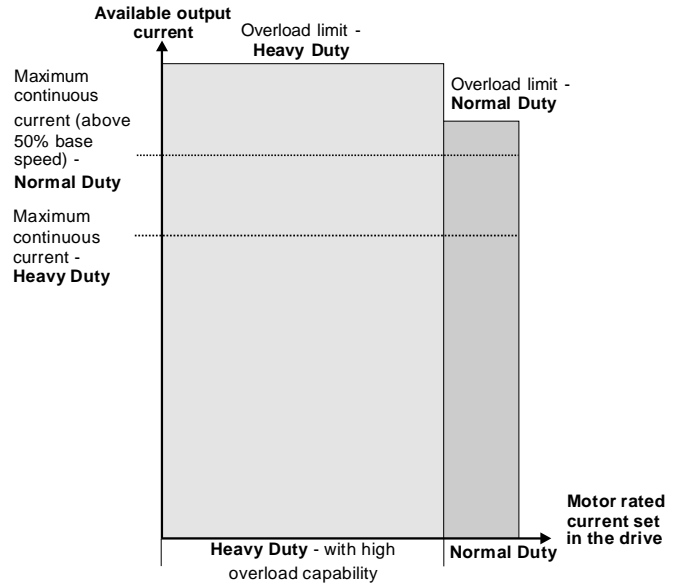 Available output
current
Overload limit -
Heavy Duty
Maximum
continuous
current (above
50% base
speed) -
Normal Duty
Overload limit -
Normal Duty
Maximum
continuous
current -
Heavy Duty
Motor rated
current set
in the drive
Heavy Duty - with high
overload capability
Normal Duty